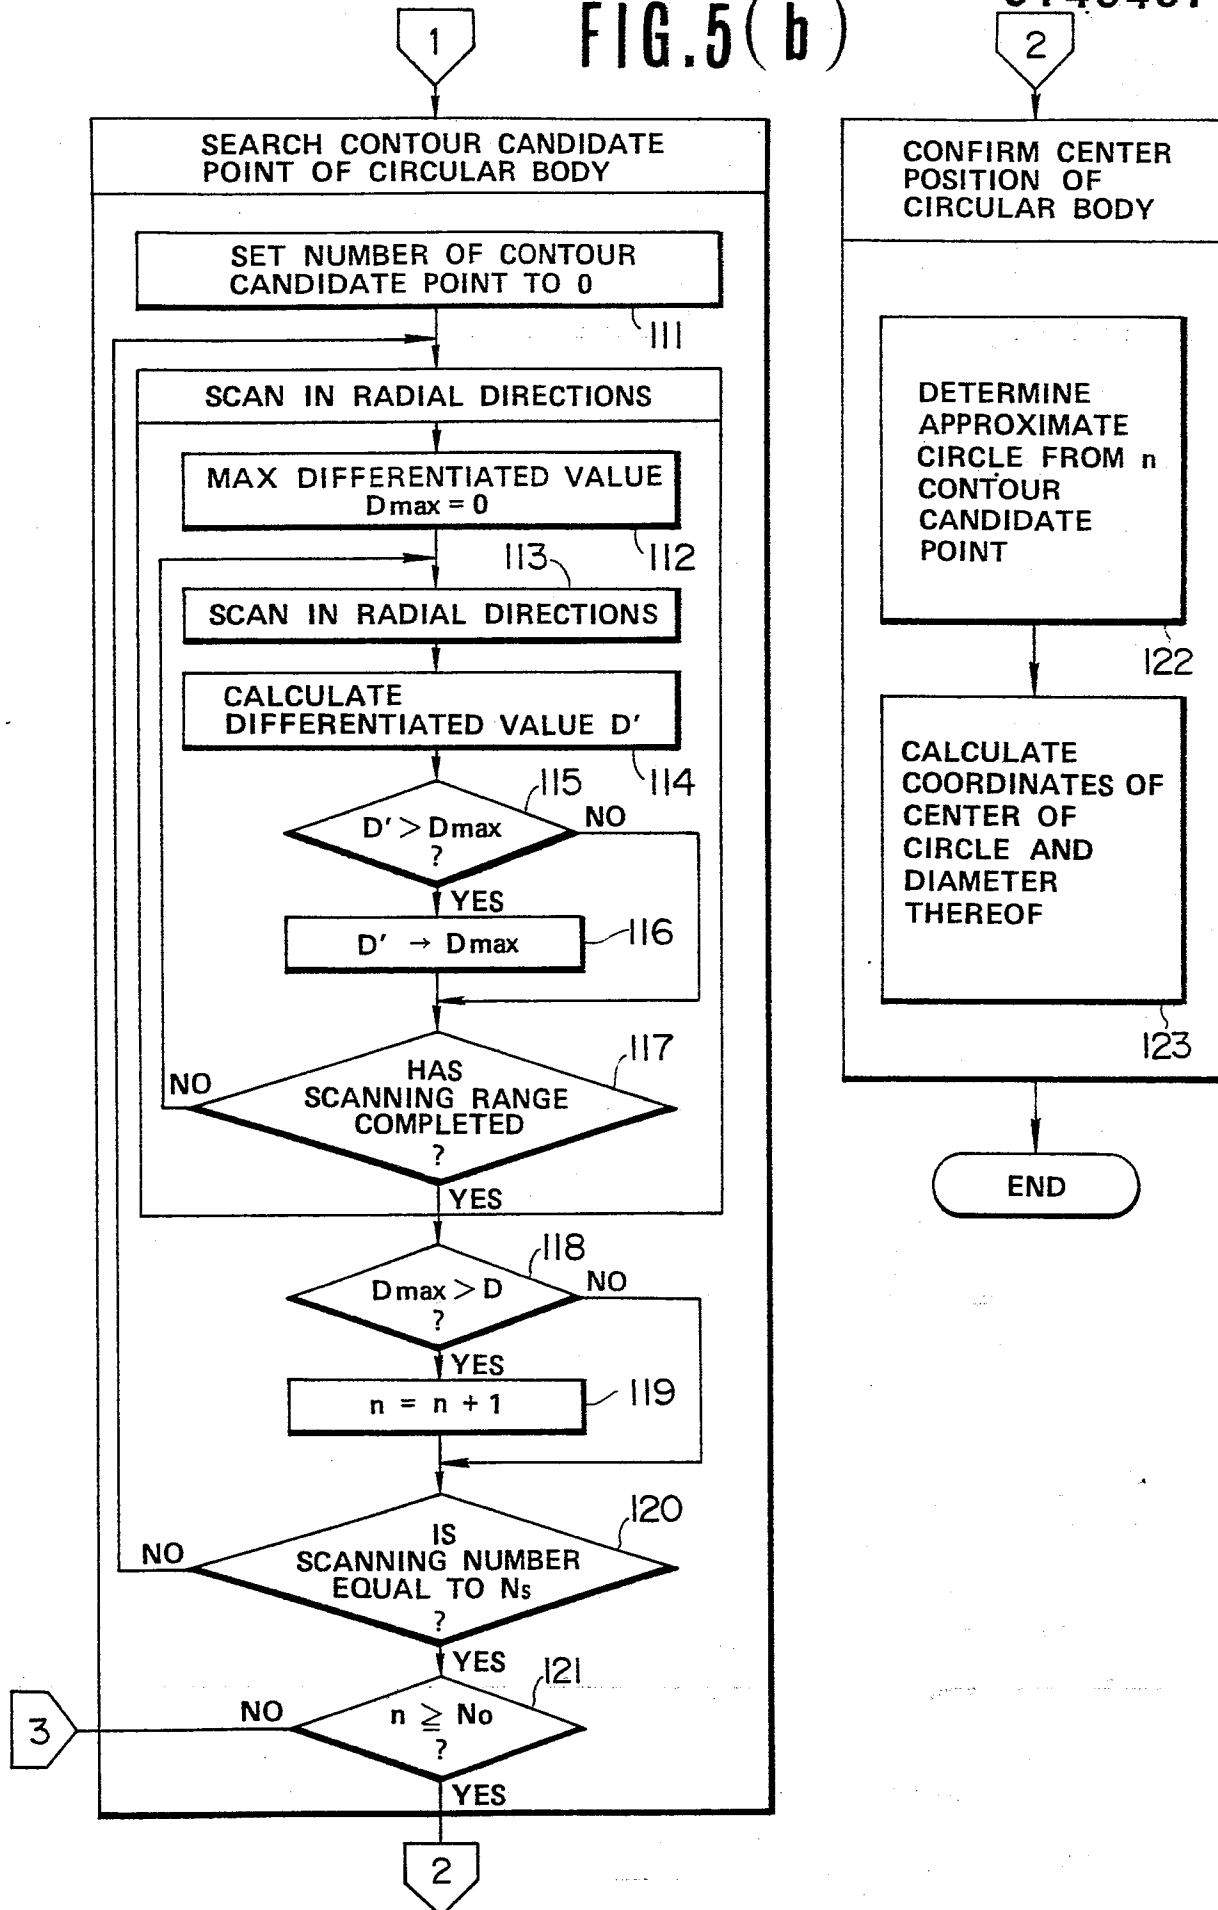 FIG.5(b)
1
SEARCH CONTOUR CANDIDATE
POINT OF CIRCULAR BODY
SET NUMBER OF CONTOUR
CANDIDATE POINT TO 0
111
SCAN IN RADIAL DIRECTIONS
MAX DIFFERENTIATED VALUE
Dmax = 0
112
113
SCAN IN RADIAL DIRECTIONS
CALCULATE
DIFFERENTIATED VALUE D'
114
115
D' > Dmax
?
NO
YES
D' → Dmax
116
117
HAS
SCANNING RANGE
COMPLETED
?
NO
YES
118
Dmax > D
?
NO
YES
n = n + 1
119
120
IS
SCANNING NUMBER
EQUAL TO Ns
?
NO
YES
121
n ≧ No
?
NO
3
YES
2
2
CONFIRM CENTER
POSITION OF
CIRCULAR BODY
DETERMINE
APPROXIMATE
CIRCLE FROM n
CONTOUR
CANDIDATE
POINT
122
CALCULATE
COORDINATES OF
CENTER OF
CIRCLE AND
DIAMETER
THEREOF
123
END